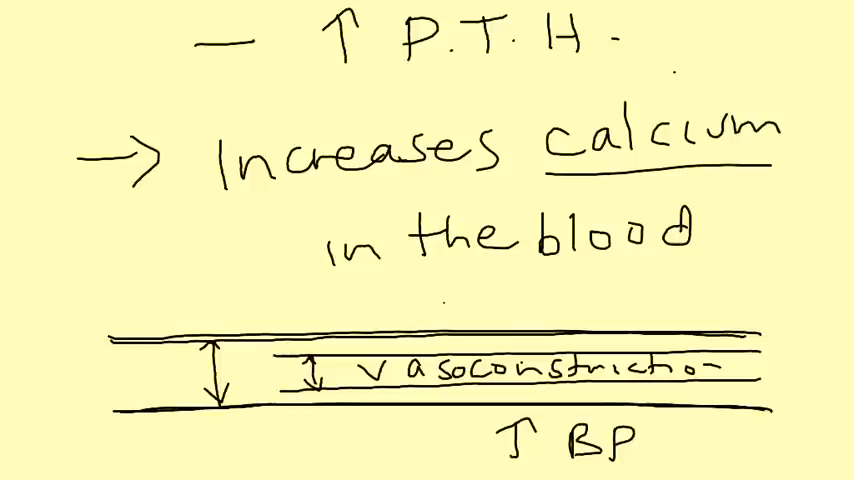 — ↑ P.T.H.
→ Increases calcium
in the blood
Vasoconstriction
↑ BP